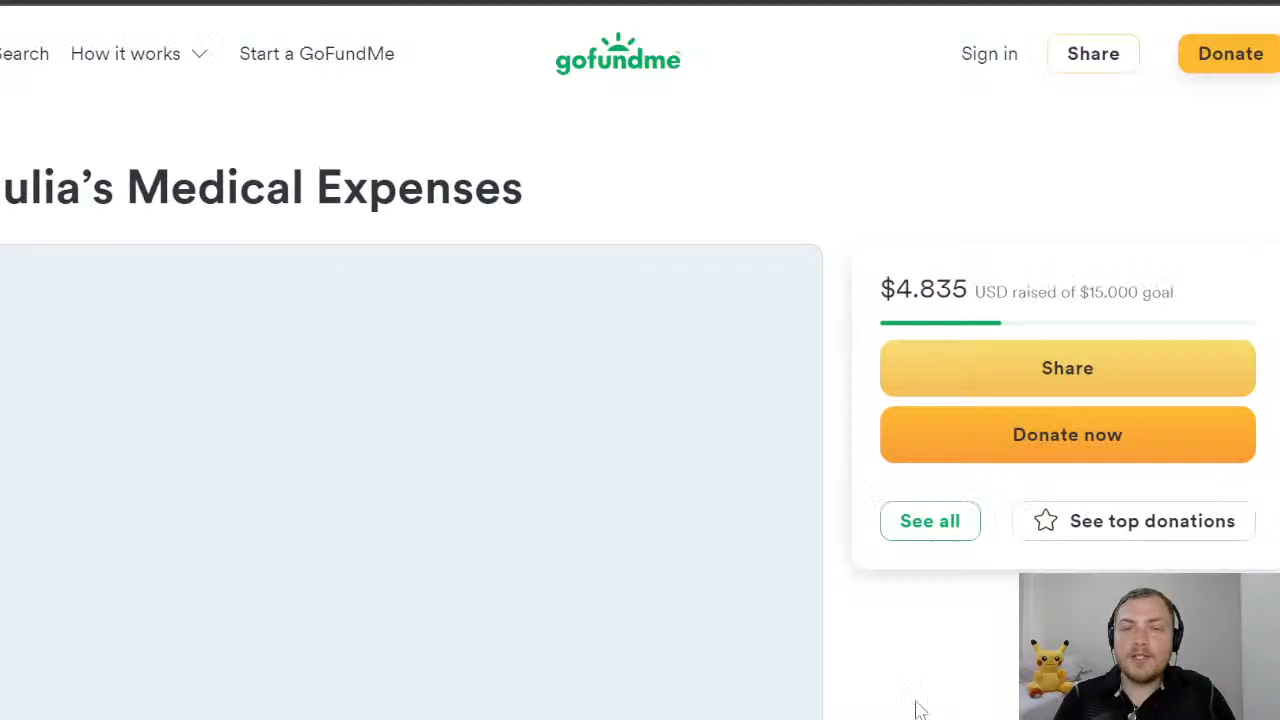 Search How it works Start a GoFundMe gofundme Sign in Share Donate
ulia's Medical Expenses
$4.835 USD raised of $15.000 goal
Share
Donate now
See all See top donations